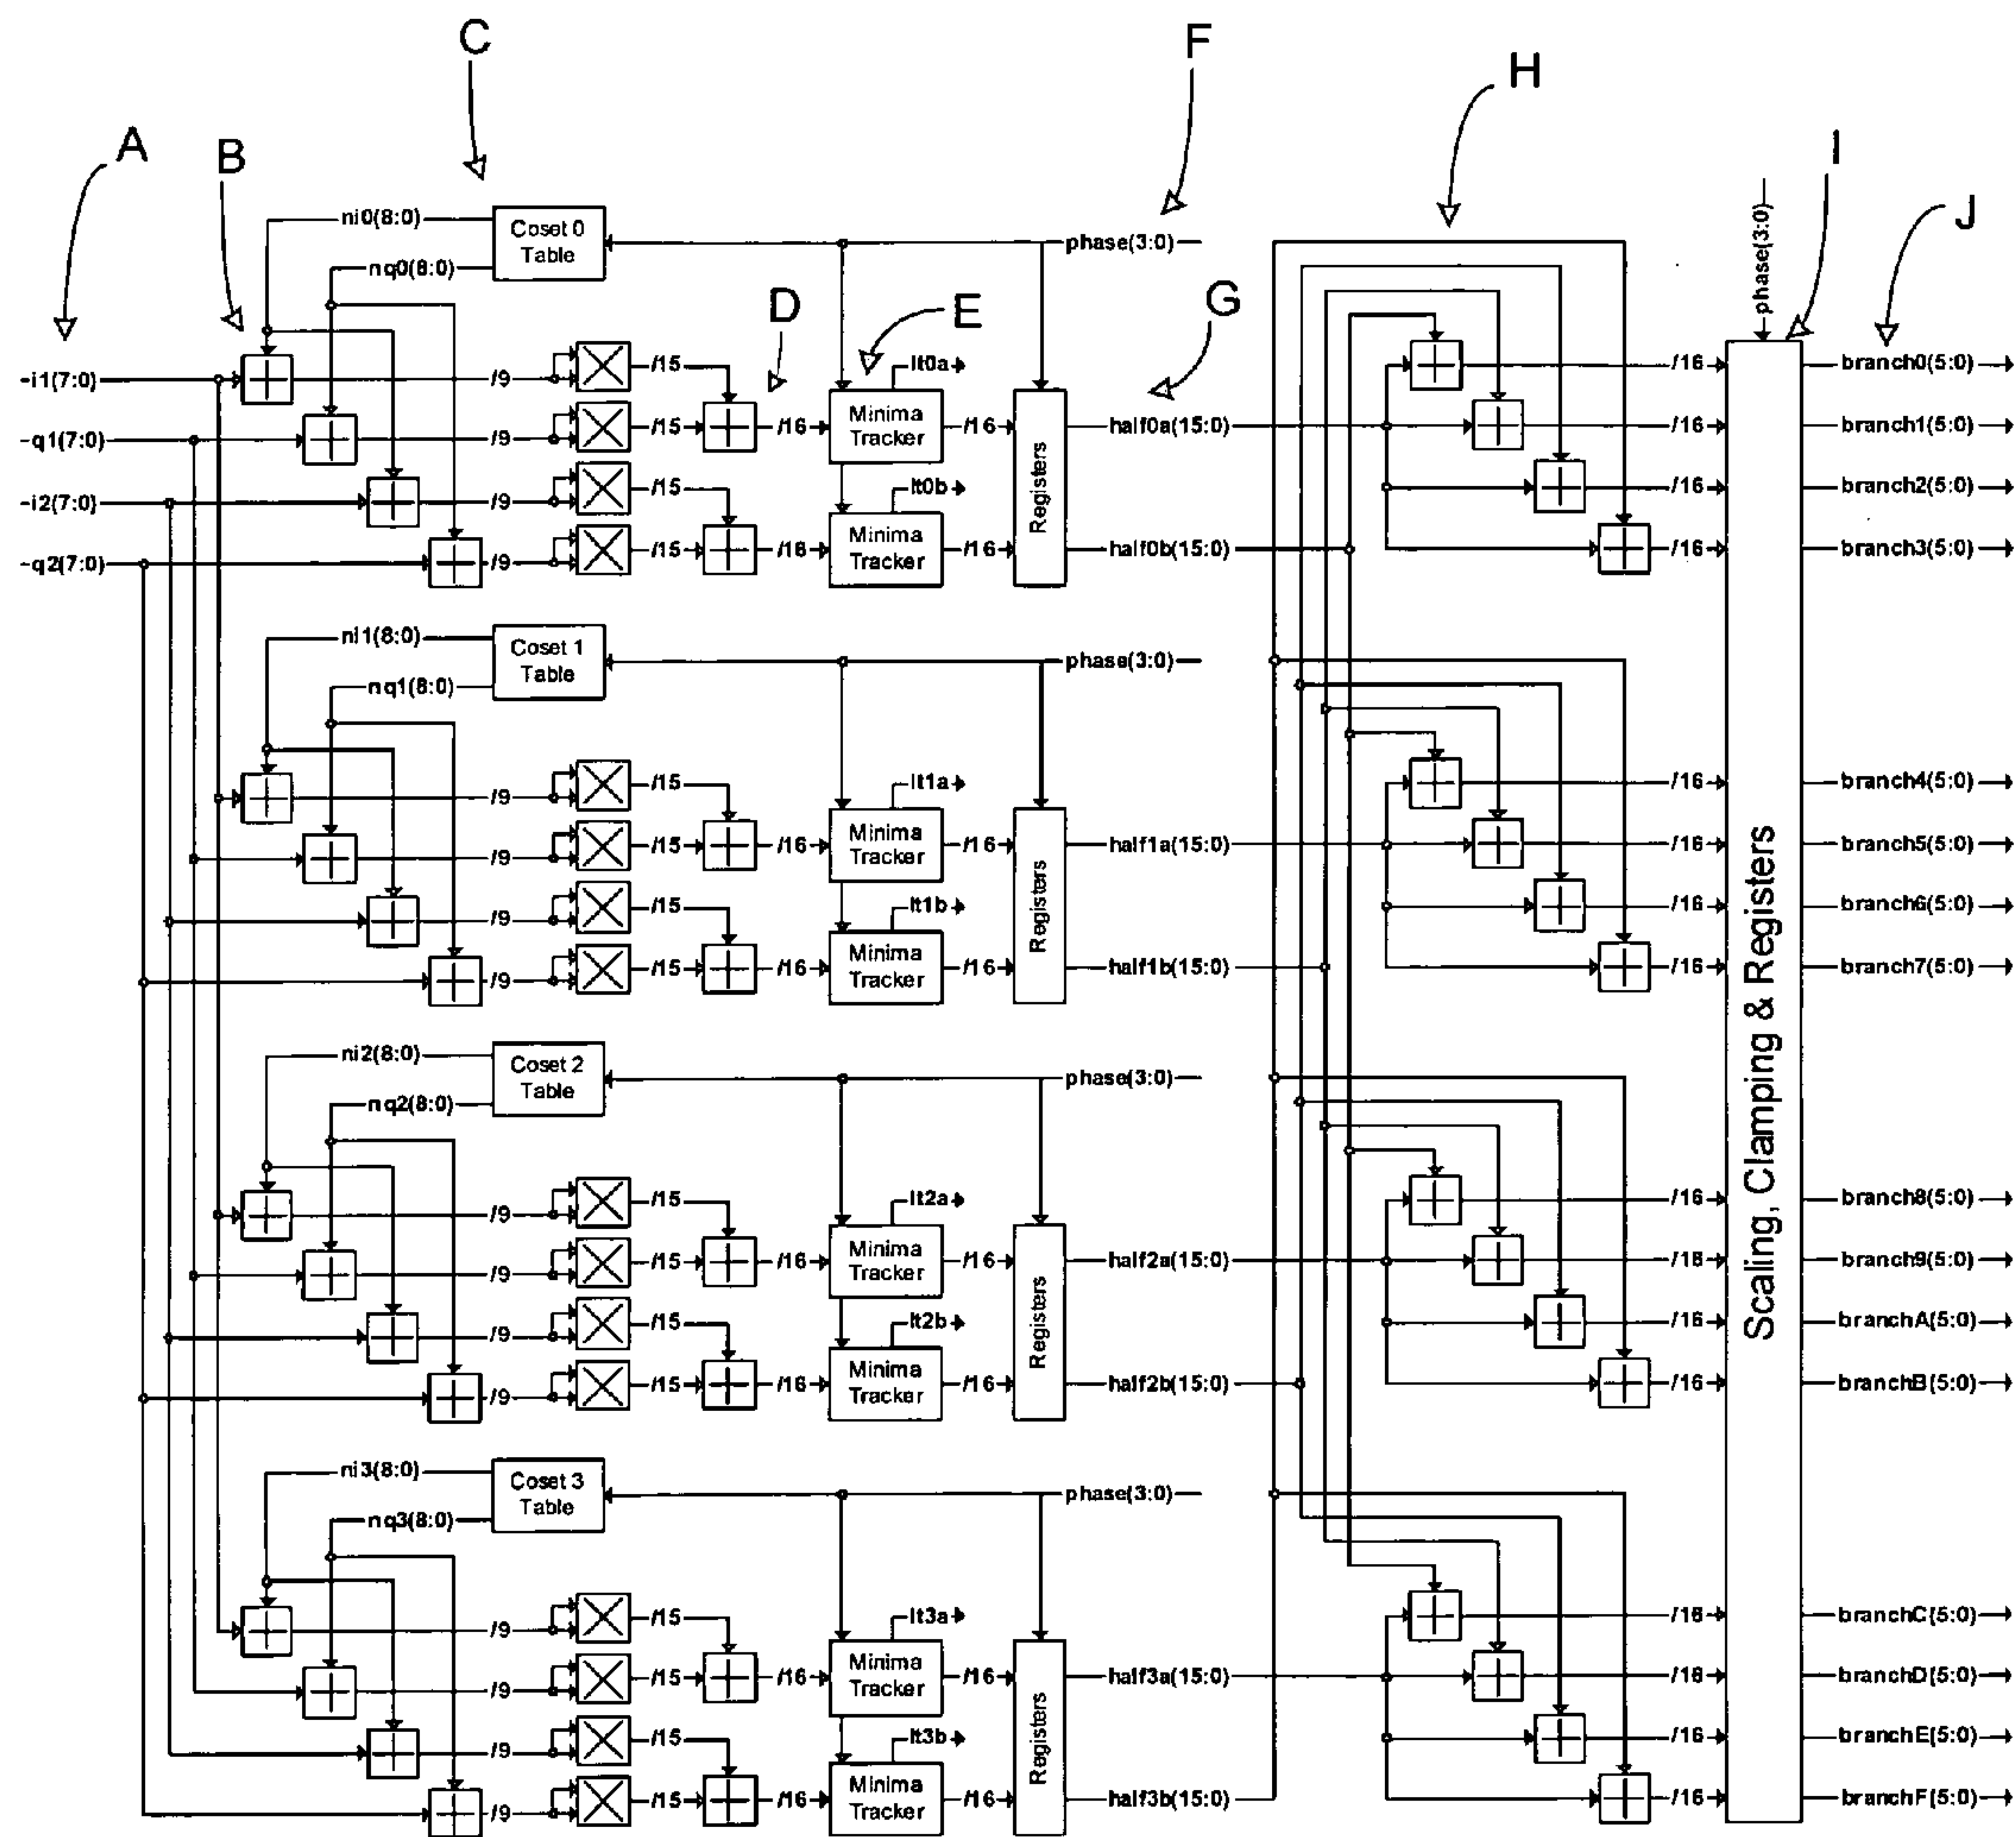 C
F
H
A
B
I
J
ni0(8:0)
Coset 0
Table
phase(3:0)
phase(3:0)
nq0(8:0)
D
E
G
-i1(7:0)
/9
/15
lt0a
/16
branch0(5:0)
-q1(7:0)
/9
/15
/16
Minima
Tracker
/16
Registers
half0a(15:0)
/16
branch1(5:0)
-i2(7:0)
/9
/15
lt0b
/16
branch2(5:0)
-q2(7:0)
/9
/15
/16
Minima
Tracker
/16
half0b(15:0)
/16
branch3(5:0)
ni1(8:0)
Coset 1
Table
phase(3:0)
nq1(8:0)
/9
/15
lt1a
/16
branch4(5:0)
/9
/15
/16
Minima
Tracker
/16
Registers
half1a(15:0)
/16
branch5(5:0)
/9
/15
lt1b
/16
branch6(5:0)
/9
/15
/16
Minima
Tracker
/16
half1b(15:0)
/16
branch7(5:0)
Scaling, Clamping & Registers
ni2(8:0)
Coset 2
Table
phase(3:0)
nq2(8:0)
/9
/15
lt2a
/16
branch8(5:0)
/9
/15
/16
Minima
Tracker
/16
Registers
half2a(15:0)
/16
branch9(5:0)
/9
/15
lt2b
/16
branchA(5:0)
/9
/15
/16
Minima
Tracker
/16
half2b(15:0)
/16
branchB(5:0)
ni3(8:0)
Coset 3
Table
phase(3:0)
nq3(8:0)
/9
/15
lt3a
/16
branchC(5:0)
/9
/15
/16
Minima
Tracker
/16
Registers
half3a(15:0)
/16
branchD(5:0)
/9
/15
lt3b
/16
branchE(5:0)
/9
/15
/16
Minima
Tracker
/16
half3b(15:0)
/16
branchF(5:0)